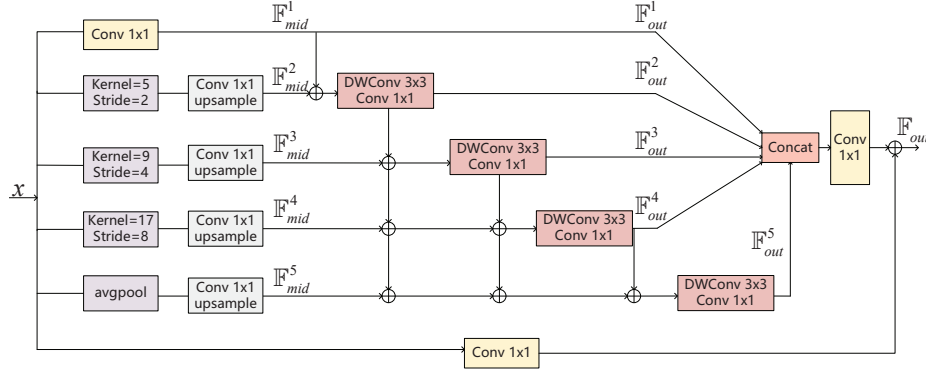 x
Conv 1x1
𝔽¹mid
𝔽¹out
Kernel=5
Stride=2
Conv 1x1
upsample
𝔽²mid
DWConv 3x3
Conv 1x1
𝔽²out
Kernel=9
Stride=4
Conv 1x1
upsample
𝔽³mid
DWConv 3x3
Conv 1x1
𝔽³out
Kernel=17
Stride=8
Conv 1x1
upsample
𝔽⁴mid
DWConv 3x3
Conv 1x1
𝔽⁴out
avgpool
Conv 1x1
upsample
𝔽⁵mid
DWConv 3x3
Conv 1x1
𝔽⁵out
Concat
Conv
1x1
𝔽out
Conv 1x1